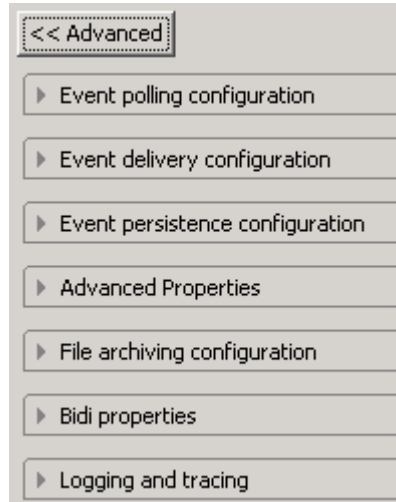 << Advanced
Event polling configuration
Event delivery configuration
Event persistence configuration
Advanced Properties
File archiving configuration
Bidi properties
Logging and tracing